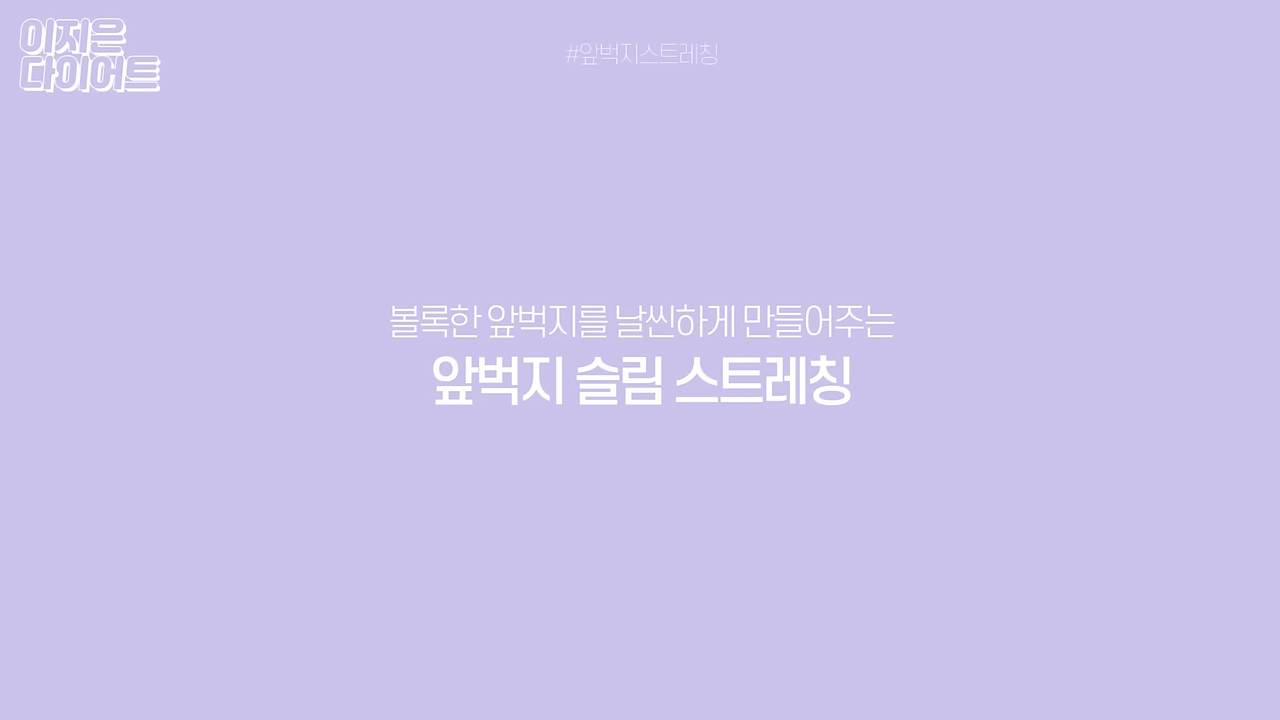 이지은
다이어트
#앞벅지스트레칭
볼록한 앞벅지를 날씬하게 만들어주는
앞벅지 슬림 스트레칭